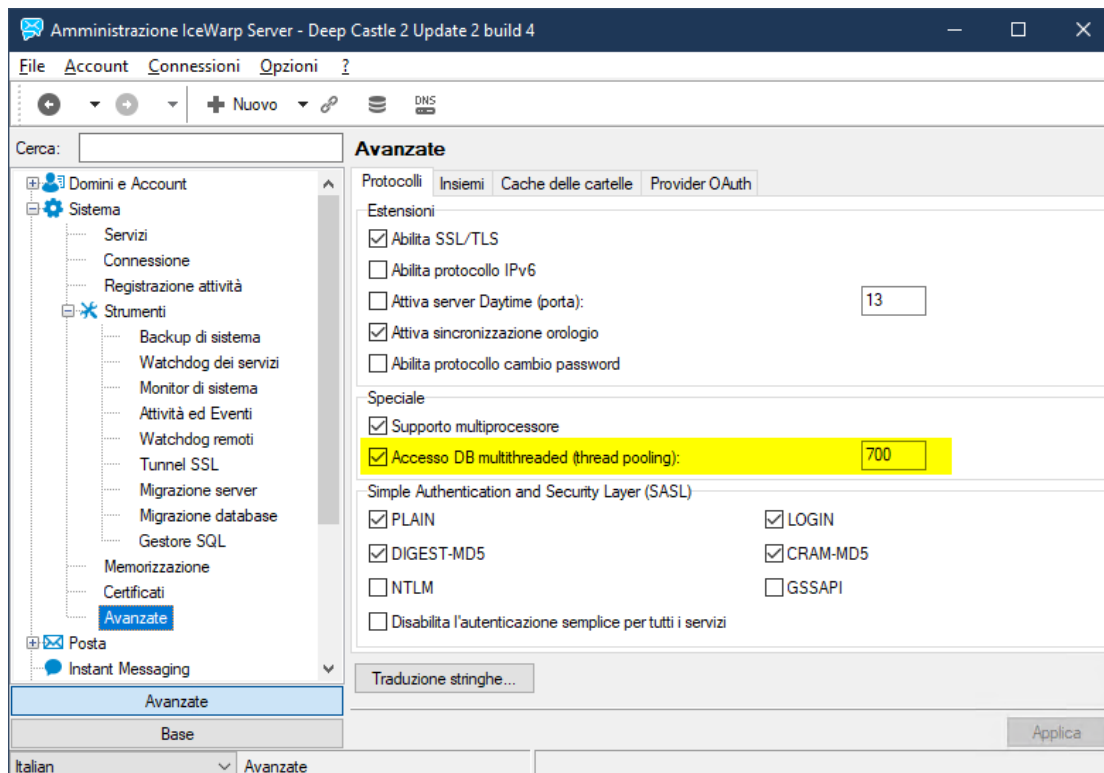 Amministrazione IceWarp Server - Deep Castle 2 Update 2 build 4
File Account Connessioni Opzioni ?
Nuovo DNS
Cerca:
Domini e Account
Sistema
Servizi
Connessione
Registrazione attività
Strumenti
Backup di sistema
Watchdog dei servizi
Monitor di sistema
Attività ed Eventi
Watchdog remoti
Tunnel SSL
Migrazione server
Migrazione database
Gestore SQL
Memorizzazione
Certificati
Avanzate
Posta
Instant Messaging
Avanzate
Base
Avanzate
Protocolli Insiemi Cache delle cartelle Provider OAuth
Estensioni
Abilita SSL/TLS
Abilita protocollo IPv6
Attiva server Daytime (porta): 13
Attiva sincronizzazione orologio
Abilita protocollo cambio password
Speciale
Supporto multiprocessore
Accesso DB multithreaded (thread pooling): 700
Simple Authentication and Security Layer (SASL)
PLAIN LOGIN
DIGEST-MD5 CRAM-MD5
NTLM GSSAPI
Disabilita l'autenticazione semplice per tutti i servizi
Traduzione stringhe...
Applica
Italian Avanzate